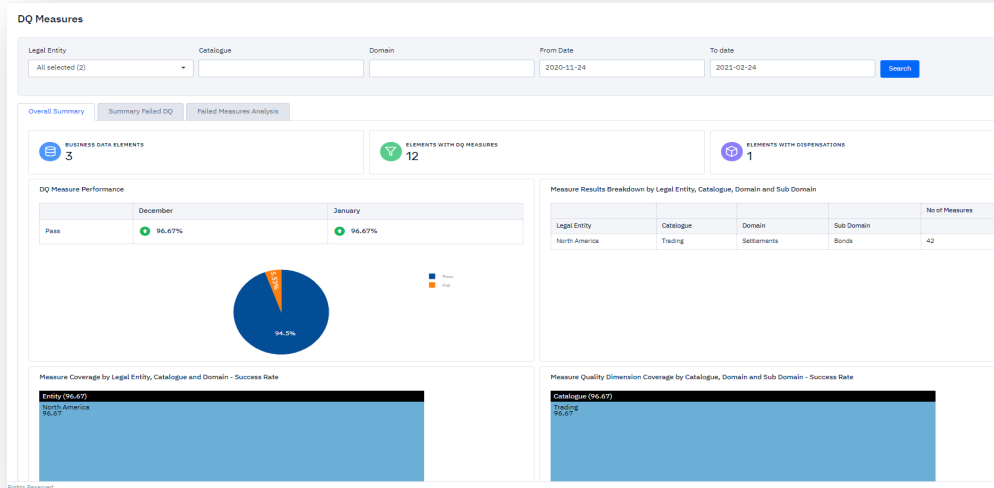 DQ Measures
Legal Entity Catalogue Domain From Date To date
All selected (2) 2020-11-24 2021-02-24 Search
Overall Summary Summary Failed DQ Failed Measures Analysis
BUSINESS DATA ELEMENTS
3
ELEMENTS WITH DQ MEASURES
12
ELEMENTS WITH DISPENSATIONS
1
DQ Measure Performance
December January
Pass 96.67% 96.67%
5.51%
94.5%
Pass
Fail
Measure Results Breakdown by Legal Entity, Catalogue, Domain and Sub Domain
No of Measures
Legal Entity Catalogue Domain Sub Domain
North America Trading Settlements Bonds 42
Measure Coverage by Legal Entity, Catalogue and Domain - Success Rate
Entity (96.67)
North America
96.67
Measure Quality Dimension Coverage by Catalogue, Domain and Sub Domain - Success Rate
Catalogue (96.67)
Trading
96.67
Rights Reserved